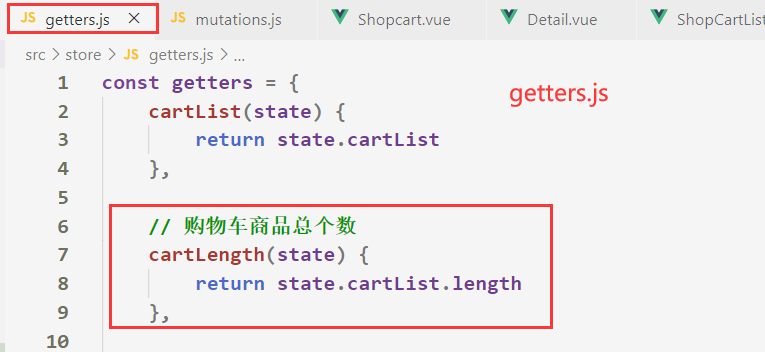 JS getters.js × JS mutations.js Shopcart.vue Detail.vue ShopCartList
src > store > JS getters.js > ...
1 const getters = {
getters.js
2 cartList(state) {
3 return state.cartList
4 },
5
6 // 购物车商品总个数
7 cartLength(state) {
8 return state.cartList.length
9 },
10